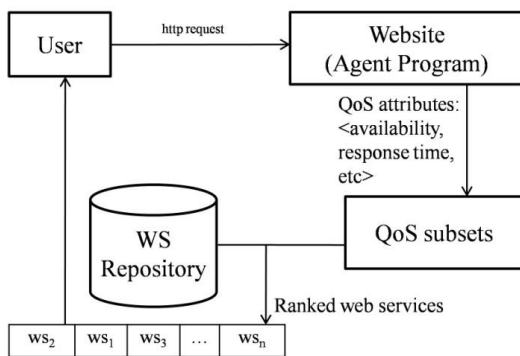 User
http request
Website
(Agent Program)
QoS attributes:
<availability,
response time,
etc>
WS
Repository
QoS subsets
Ranked web services
ws2 ws1 ws3 ... wsn